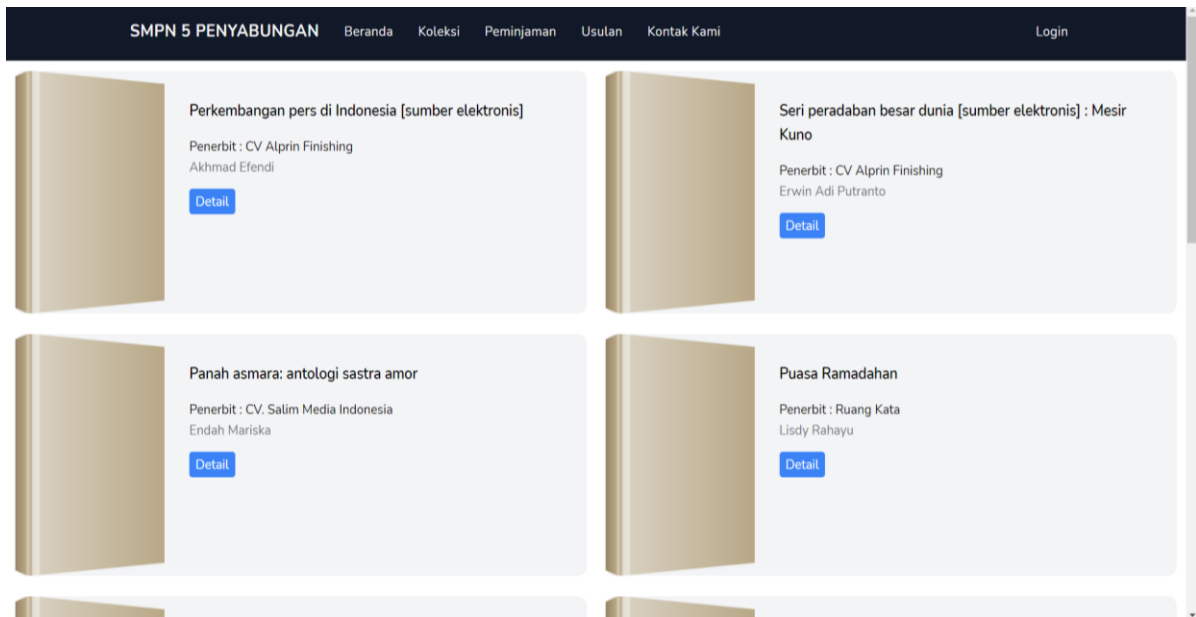 SMPN 5 PENYABUNGAN Beranda Koleksi Peminjaman Usulan Kontak Kami Login
Perkembangan pers di Indonesia [sumber elektronis]
Penerbit : CV Alprin Finishing
Akhmad Efendi
Detail
Seri peradaban besar dunia [sumber elektronis] : Mesir
Kuno
Penerbit : CV Alprin Finishing
Erwin Adi Putranto
Detail
Panah asmara: antologi sastra amor
Penerbit : CV. Salim Media Indonesia
Endah Mariska
Detail
Puasa Ramadahan
Penerbit : Ruang Kata
Lisdy Rahayu
Detail